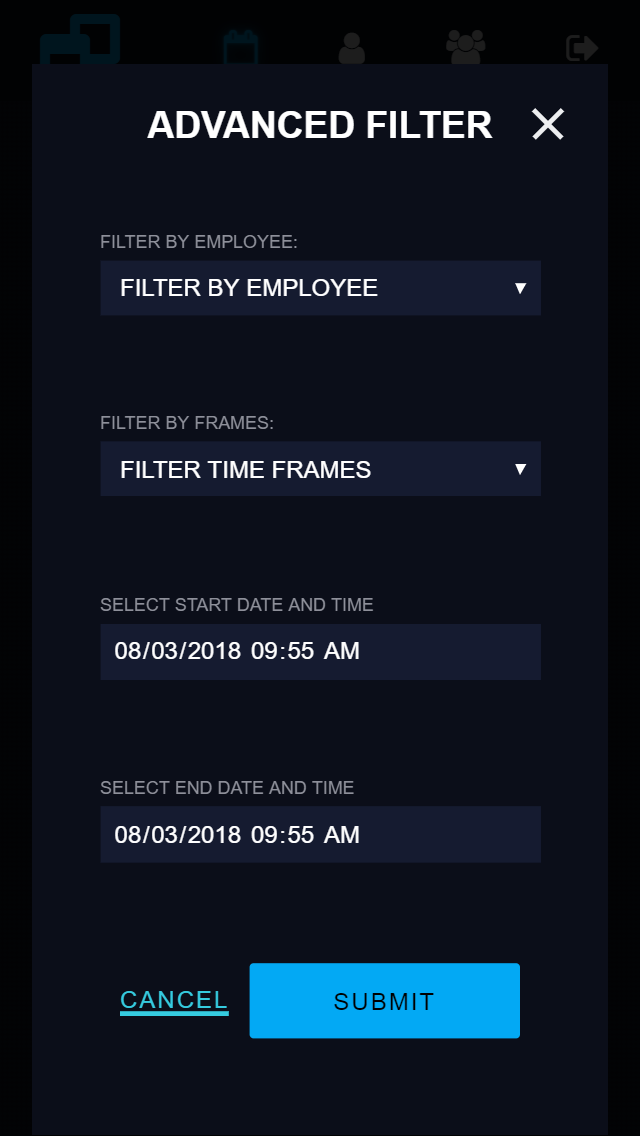 ADVANCED FILTER
FILTER BY EMPLOYEE:
FILTER BY EMPLOYEE
FILTER BY FRAMES:
FILTER TIME FRAMES
SELECT START DATE AND TIME
08/03/2018 09:55 AM
SELECT END DATE AND TIME
08/03/2018 09:55 AM
CANCEL
SUBMIT